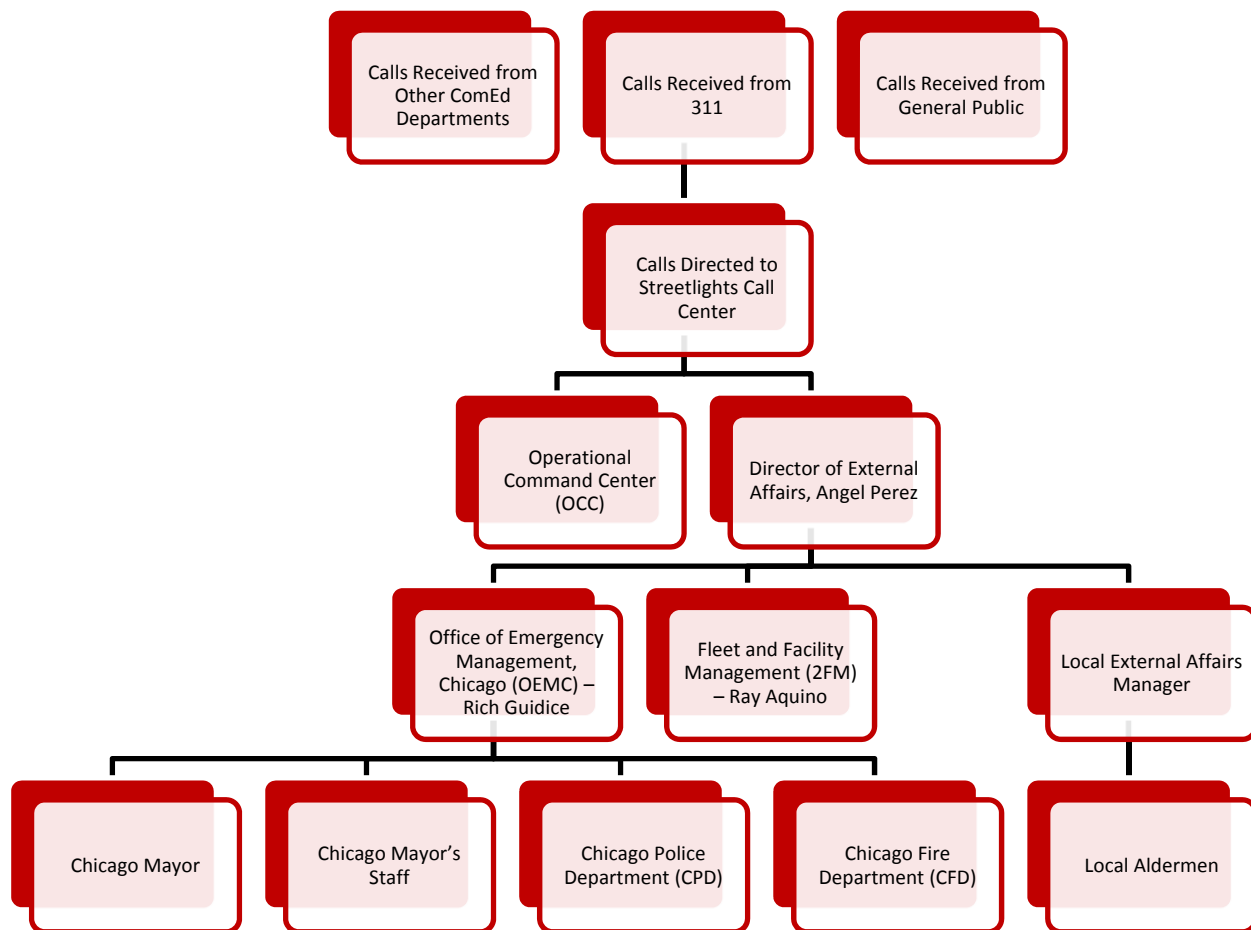 Calls Received from
Other ComEd
Departments
Calls Received from
311
Calls Received from
General Public
Calls Directed to
Streetlights Call
Center
Operational
Command Center
(OCC)
Director of External
Affairs, Angel Perez
Office of Emergency
Management,
Chicago (OEMC) –
Rich Guidice
Fleet and Facility
Management (2FM)
– Ray Aquino
Local External Affairs
Manager
Chicago Mayor
Chicago Mayor’s
Staff
Chicago Police
Department (CPD)
Chicago Fire
Department (CFD)
Local Aldermen